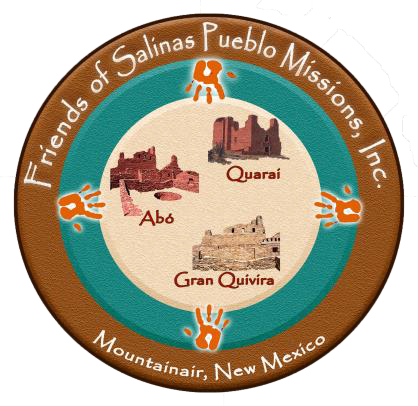 Friends of Salinas Pueblo Missions, Inc.
Quarai
Abó
Gran Quivira
Mountainair, New Mexico